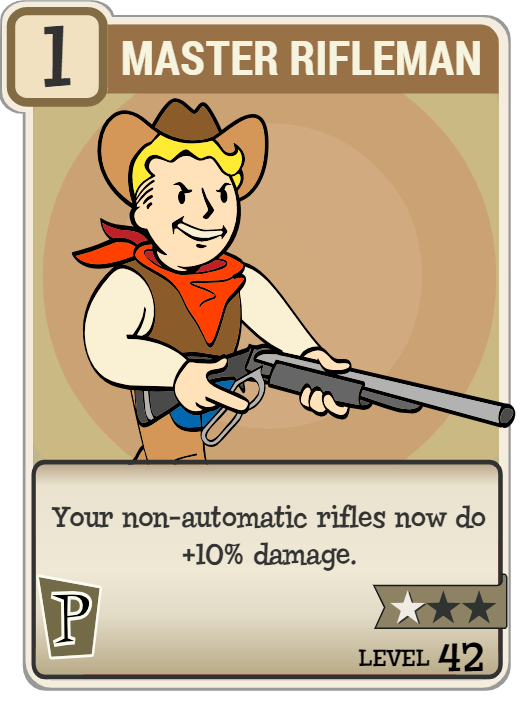 1
MASTER RIFLEMAN
Your non-automatic rifles now do
+10% damage.
P
LEVEL 42